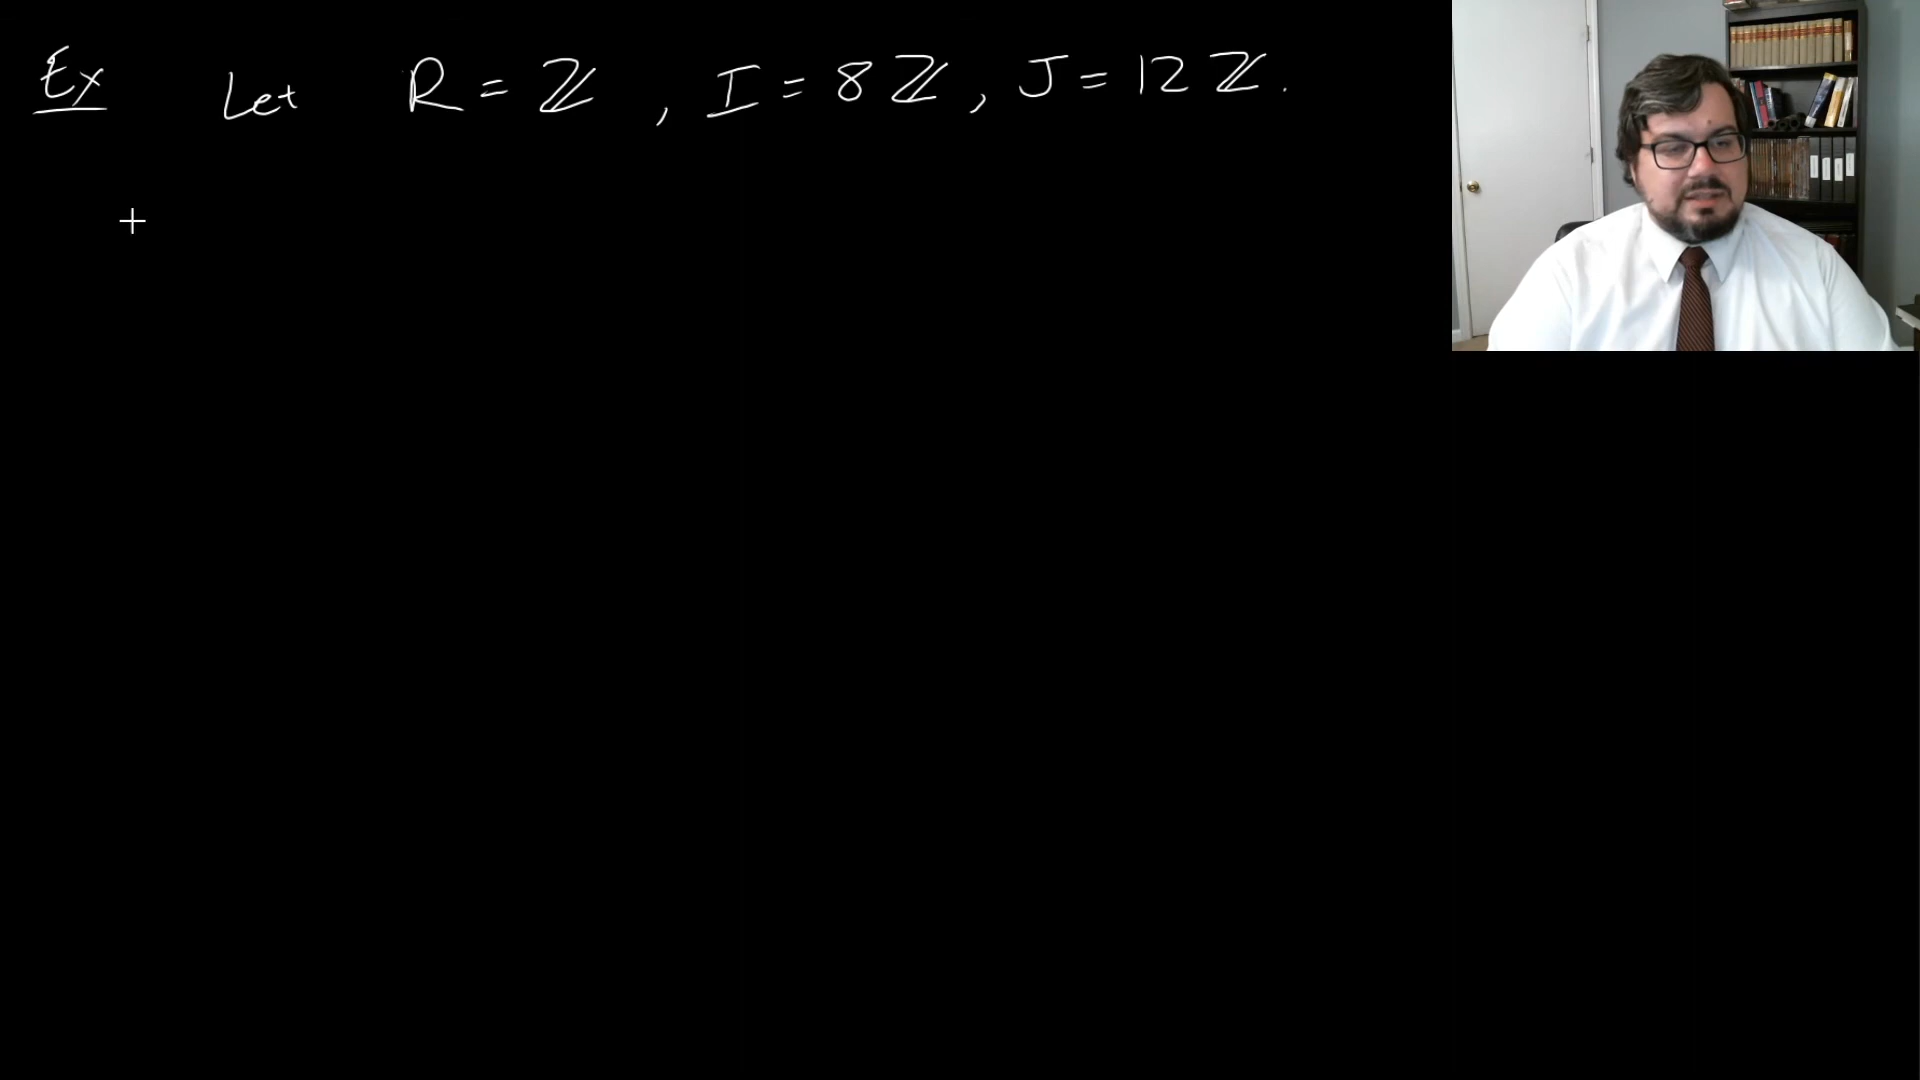 Ex Let R = ℤ , I = 8ℤ , J = 12ℤ.